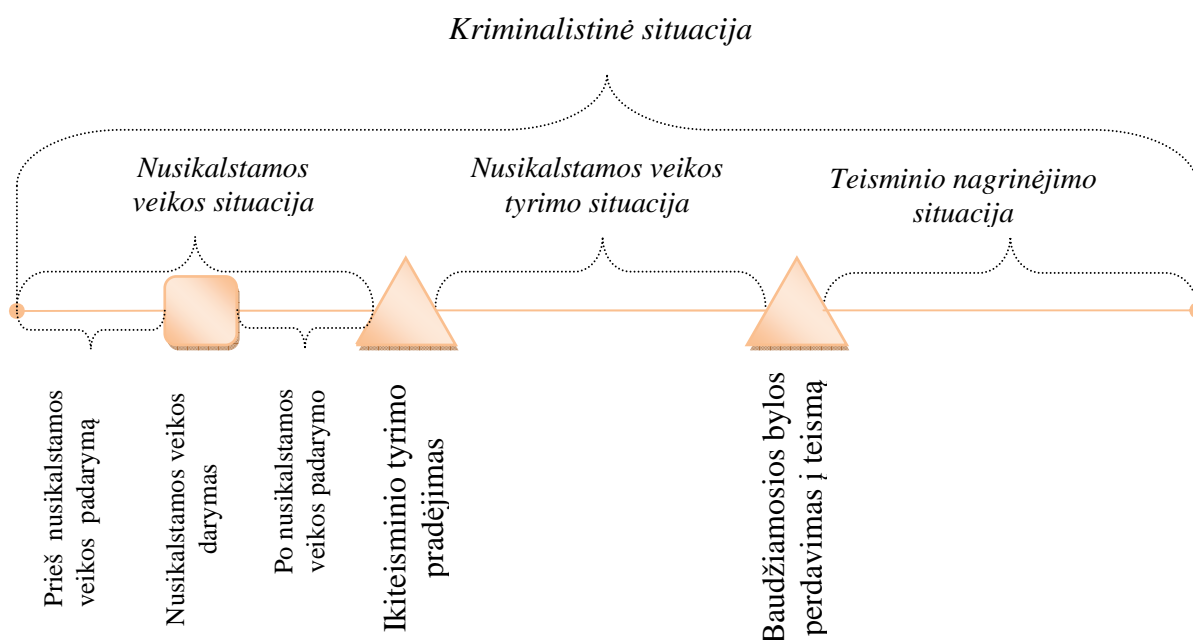 Kriminalistinė situacija
Nusikalstamos
veikos situacija
Nusikalstamos veikos
tyrimo situacija
Teisminio nagrinėjimo
situacija
Prieš nusikalstamos
veikos padarymą
Nusikalstamos veikos
darymas
Po nusikalstamos
veikos padarymo
Ikiteisminio tyrimo
pradėjimas
Baudžiamosios bylos
perdavimas į teismą